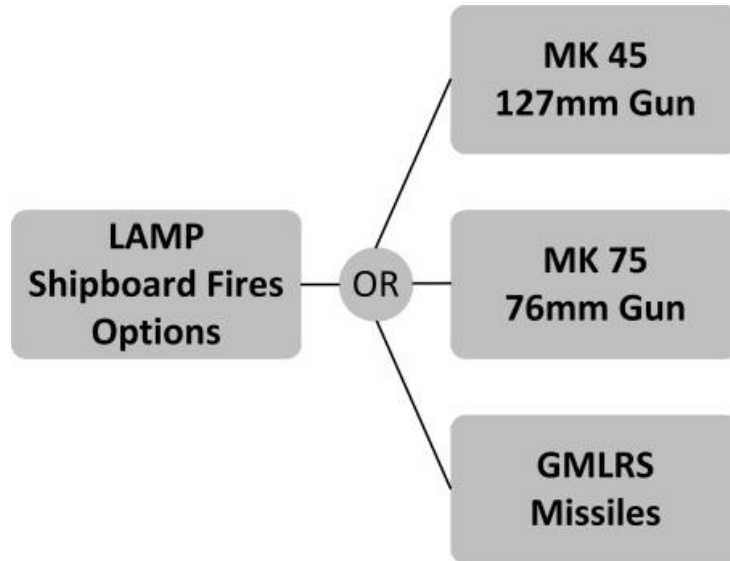 MK 45
127mm Gun
LAMP
Shipboard Fires
Options
OR
MK 75
76mm Gun
GMLRS
Missiles